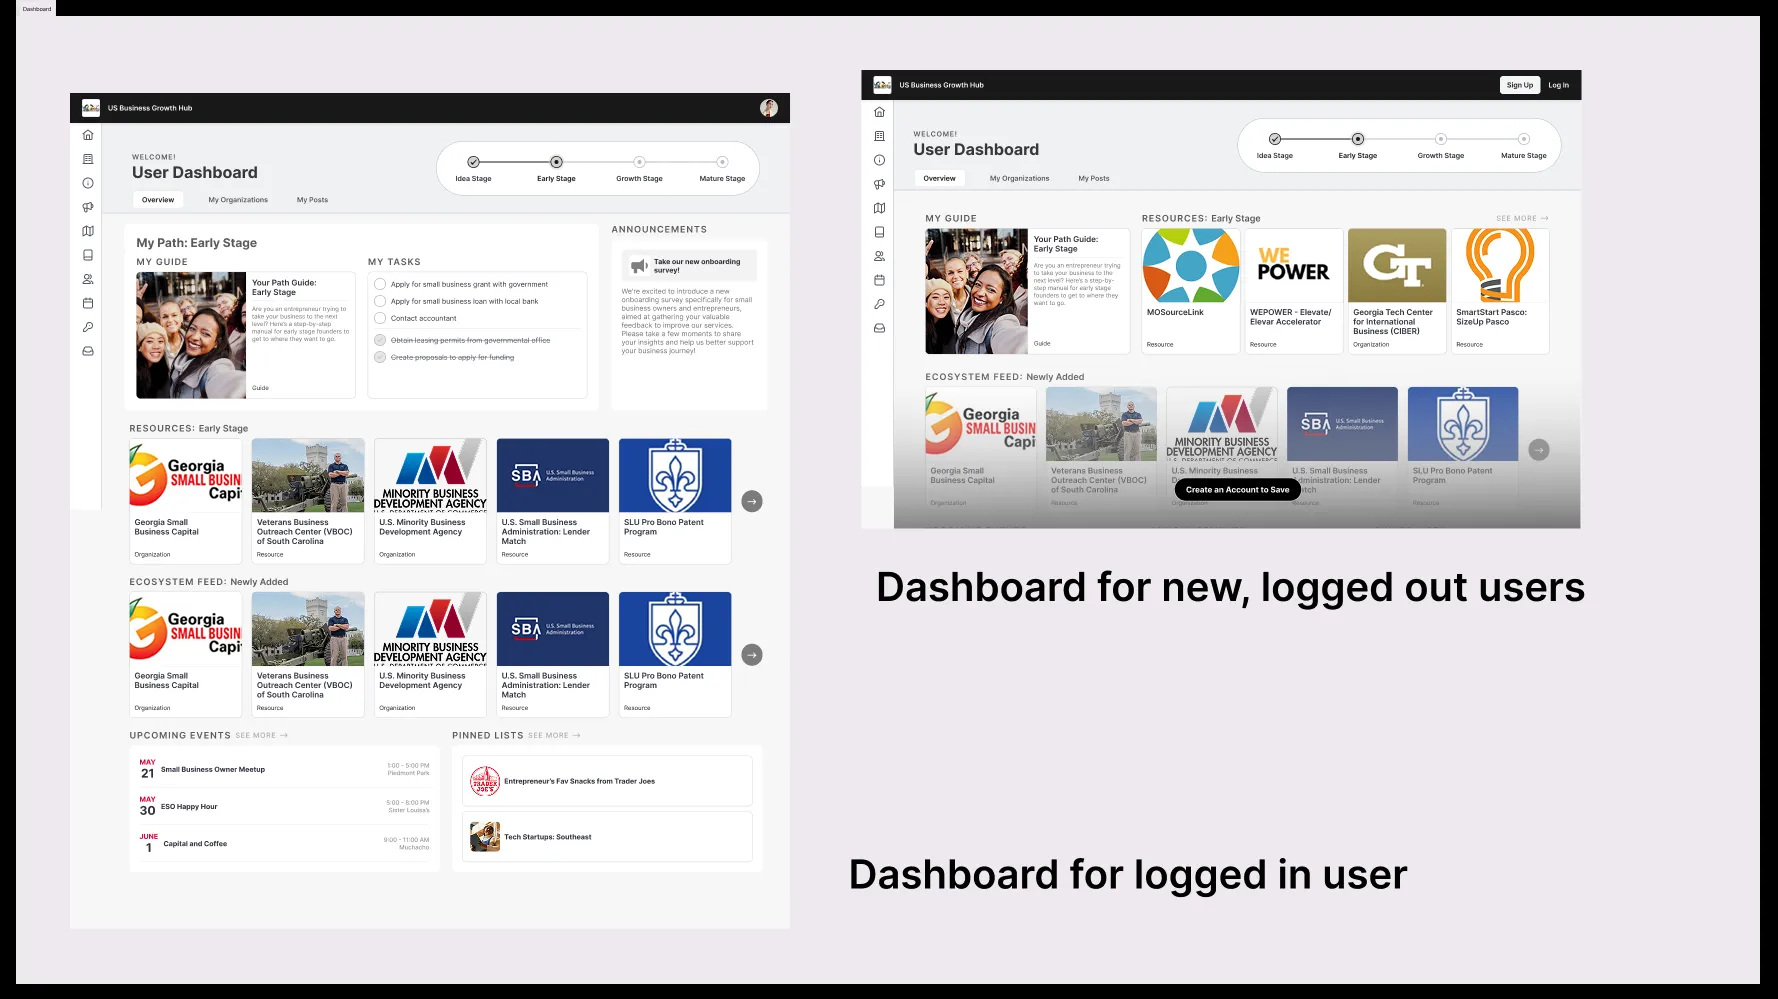 Dashboard
US Business Growth Hub
WELCOME!
User Dashboard
Idea Stage
Early Stage
Growth Stage
Mature Stage
Overview
My Organizations
My Posts
My Path: Early Stage
MY GUIDE
Your Path Guide:
Early Stage
Are you an entrepreneur trying to
take your business to the next
level? Here's a step-by-step
manual for early stage founders to
get to where they want to go.
Guide
MY TASKS
Apply for small business grant with government
Apply for small business loan with local bank
Contact accountant
Obtain leasing permits from governmental office
Create proposals to apply for funding
ANNOUNCEMENTS
Take our new onboarding
survey!
We're excited to introduce a new
onboarding survey specifically for small
business owners and entrepreneurs,
aimed at gathering your valuable
feedback to improve our services.
Please take a few moments to share
your insights and help us better support
your business journey!
RESOURCES: Early Stage
Georgia
SMALL BUSIN
Capi
Georgia Small
Business Capital
Organization
Veterans Business
Outreach Center (VBOC)
of South Carolina
Resource
MINORITY BUSINESS
DEVELOPMENT AGENCY
U.S. Minority Business
Development Agency
Organization
SBA
U.S. Small Business
Administration
U.S. Small Business
Administration: Lender
Match
Resource
SLU Pro Bono Patent
Program
Resource
ECOSYSTEM FEED: Newly Added
Georgia
SMALL BUSIN
Capi
Georgia Small
Business Capital
Organization
Veterans Business
Outreach Center (VBOC)
of South Carolina
Resource
MINORITY BUSINESS
DEVELOPMENT AGENCY
U.S. DEPARTMENT OF COMMERCE
U.S. Minority Business
Development Agency
Organization
SBA
U.S. Small Business
Administration
U.S. Small Business
Administration: Lender
Match
Resource
SLU Pro Bono Patent
Program
Resource
UPCOMING EVENTS SEE MORE →
MAY
21
Small Business Owner Meetup
1:00 - 5:00 PM
Piedmont Park
MAY
30
ESO Happy Hour
5:00 - 8:00 PM
Sister Louisa's
JUNE
1
Capital and Coffee
9:00 - 11:00 AM
Muchacho
PINNED LISTS SEE MORE →
TRADER
JOE'S
Entrepreneur's Fav Snacks from Trader Joes
Tech Startups: Southeast
US Business Growth Hub
Sign Up
Log In
WELCOME!
User Dashboard
Idea Stage
Early Stage
Growth Stage
Mature Stage
Overview
My Organizations
My Posts
MY GUIDE
Your Path Guide:
Early Stage
Are you an entrepreneur trying
to take your business to the
next level? Here's a step-by-step
manual for early stage
founders to get to where they
want to go.
Guide
RESOURCES: Early Stage
SEE MORE →
MOSourceLink
Resource
WE
POWER
WEPOWER - Elevate/
Elevar Accelerator
Resource
GT
Georgia Tech Center
for International
Business (CIBER)
Organization
SmartStart Pasco:
SizeUp Pasco
Resource
ECOSYSTEM FEED: Newly Added
Georgia
SMALL BUSIN
Capi
Georgia Small
Business Capital
Organization
Veterans Business
Outreach Center (VBOC)
of South Carolina
Resource
MINORITY BUSINESS
DEVELOPMENT AGENCY
U.S. DEPARTMENT OF COMMERCE
U.S. Minority Business
SBA
U.S. Small Business
Administration
U.S. Small Business
Administration: Lender
Match
Resource
SLU Pro Bono Patent
Program
Resource
Create an Account to Save
Dashboard for new, logged out users
Dashboard for logged in user